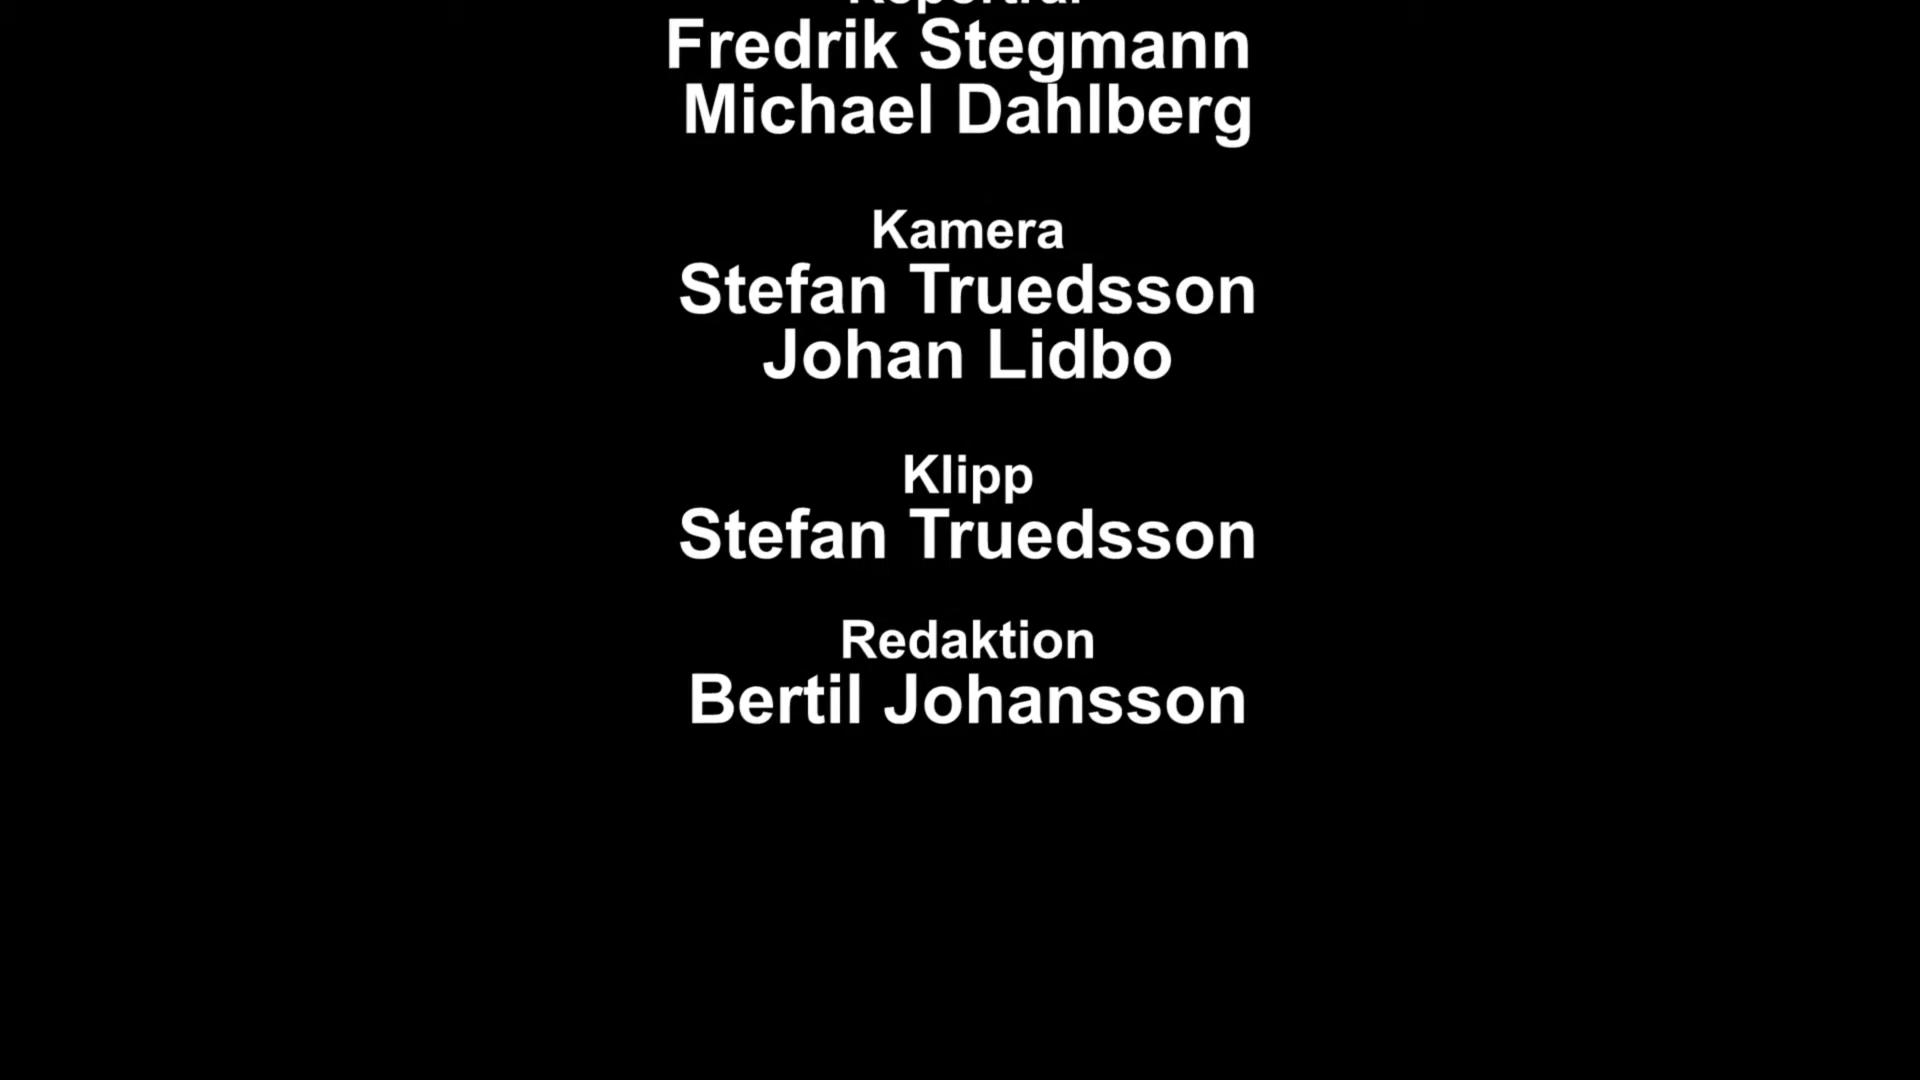 Fredrik Stegmann
Michael Dahlberg
Kamera
Stefan Truedsson
Johan Lidbo
Klipp
Stefan Truedsson
Redaktion
Bertil Johansson